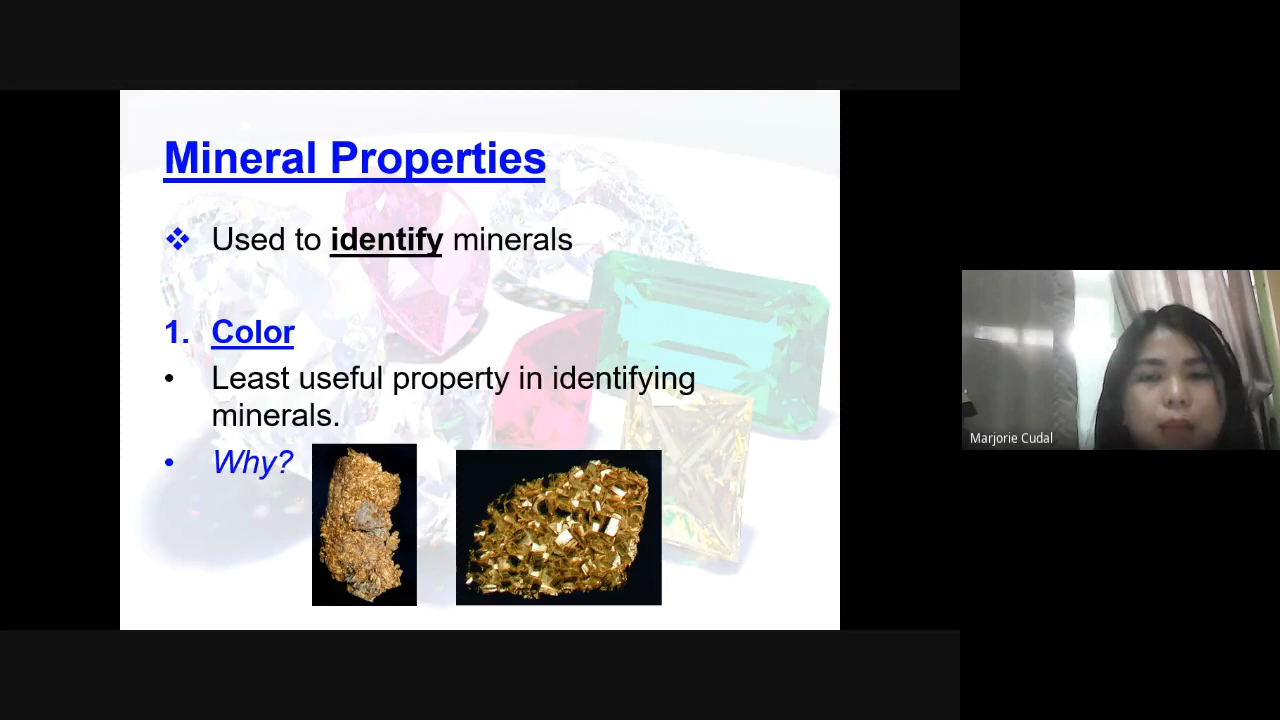 Mineral Properties
❖ Used to identify minerals
1. Color
• Least useful property in identifying
minerals.
• Why?
Marjorie Cudal